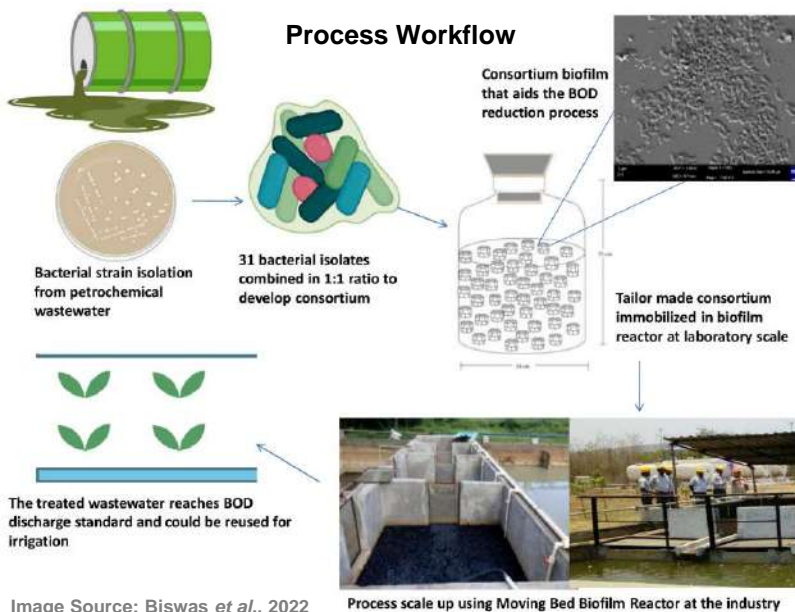 Process Workflow
Consortium biofilm
that aids the BOD
reduction process
Bacterial strain isolation
from petrochemical
wastewater
31 bacterial isolates
combined in 1:1 ratio to
develop consortium
Tailor made consortium
immobilized in biofilm
reactor at laboratory scale
The treated wastewater reaches BOD
discharge standard and could be reused for
irrigation
Process scale up using Moving Bed Biofilm Reactor at the industry
Image Source: Biswas et al., 2022